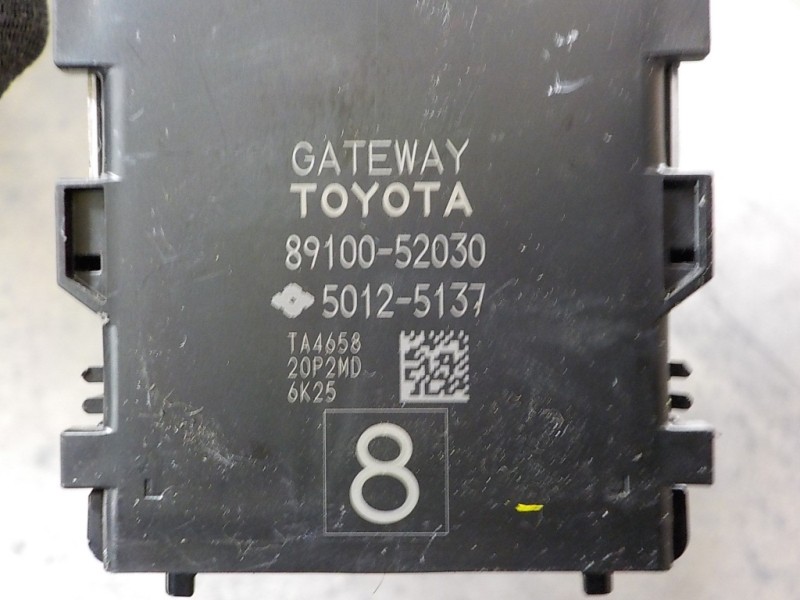 GATEWAY
TOYOTA
89100-52030
5012-5137
TA4658
20P2MD
6K25
8